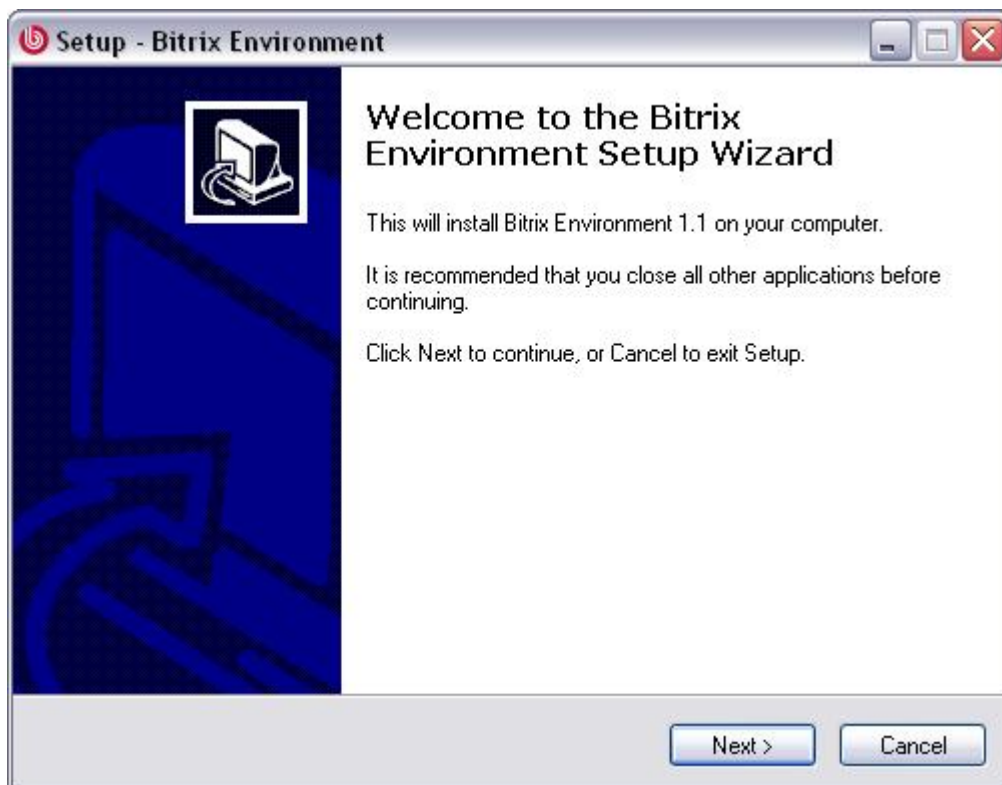 Setup - Bitrix Environment
Welcome to the Bitrix
Environment Setup Wizard
This will install Bitrix Environment 1.1 on your computer.
It is recommended that you close all other applications before
continuing.
Click Next to continue, or Cancel to exit Setup.
Next >
Cancel